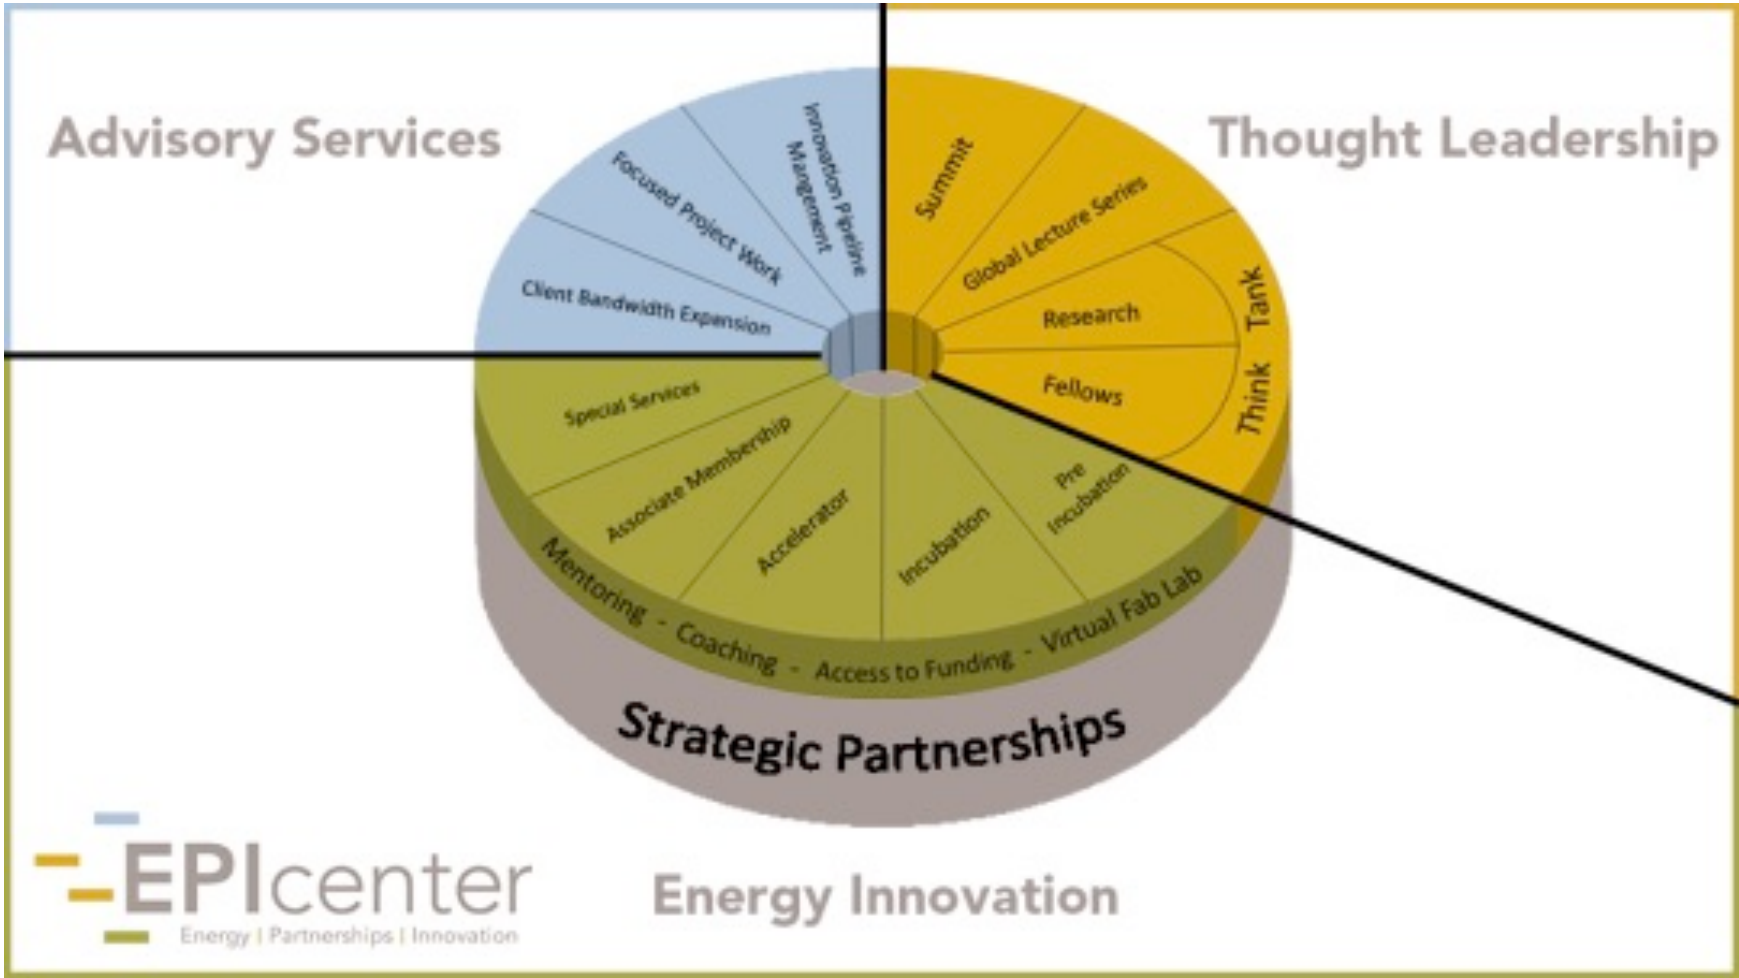 Advisory Services
Thought Leadership
Innovation Pipeline
Mangement
Focused Project Work
Client Bandwidth Expension
Summit
Global Lecture Series
Research
Fellows
Think Tank
Special Services
Associate Membership
Accelerator
Incubation
Pre
Incubation
Mentoring - Coaching - Access to Funding - Virtual Fab Lab
Strategic Partnerships
Energy Innovation
EPIcenter
Energy | Partnerships | Innovation